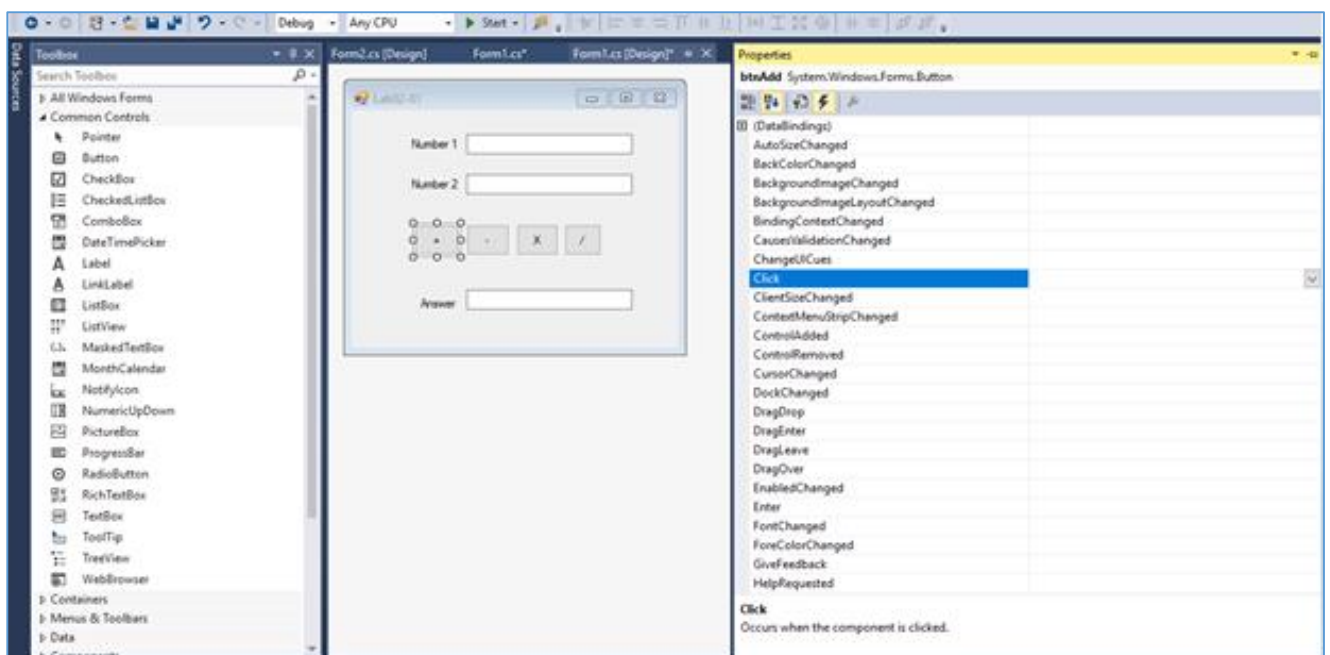 Debug Any CPU Start
Data Sources
Toolbox
Search Toolbox
All Windows Forms
Common Controls
Pointer
Button
CheckBox
CheckedListBox
ComboBox
DateTimePicker
Label
LinkLabel
ListBox
ListView
MaskedTextBox
MonthCalendar
NotifyIcon
NumericUpDown
PictureBox
ProgressBar
RadioButton
RichTextBox
TextBox
ToolTip
TreeView
WebBrowser
Containers
Menus & Toolbars
Data
Components
Form2.cs [Design] Form1.cs* Form1.cs [Design]*
Number 1
Number 2
+ - X /
Answer
Properties
btnAdd System.Windows.Forms.Button
(DataBindings)
AutoSizeChanged
BackColorChanged
BackgroundImageChanged
BackgroundImageLayoutChanged
BindingContextChanged
CausesValidationChanged
ChangeUICues
Click
ClientSizeChanged
ContextMenuStripChanged
ControlAdded
ControlRemoved
CursorChanged
DockChanged
DragDrop
DragEnter
DragLeave
DragOver
EnabledChanged
Enter
FontChanged
ForeColorChanged
GiveFeedback
HelpRequested
Click
Occurs when the component is clicked.